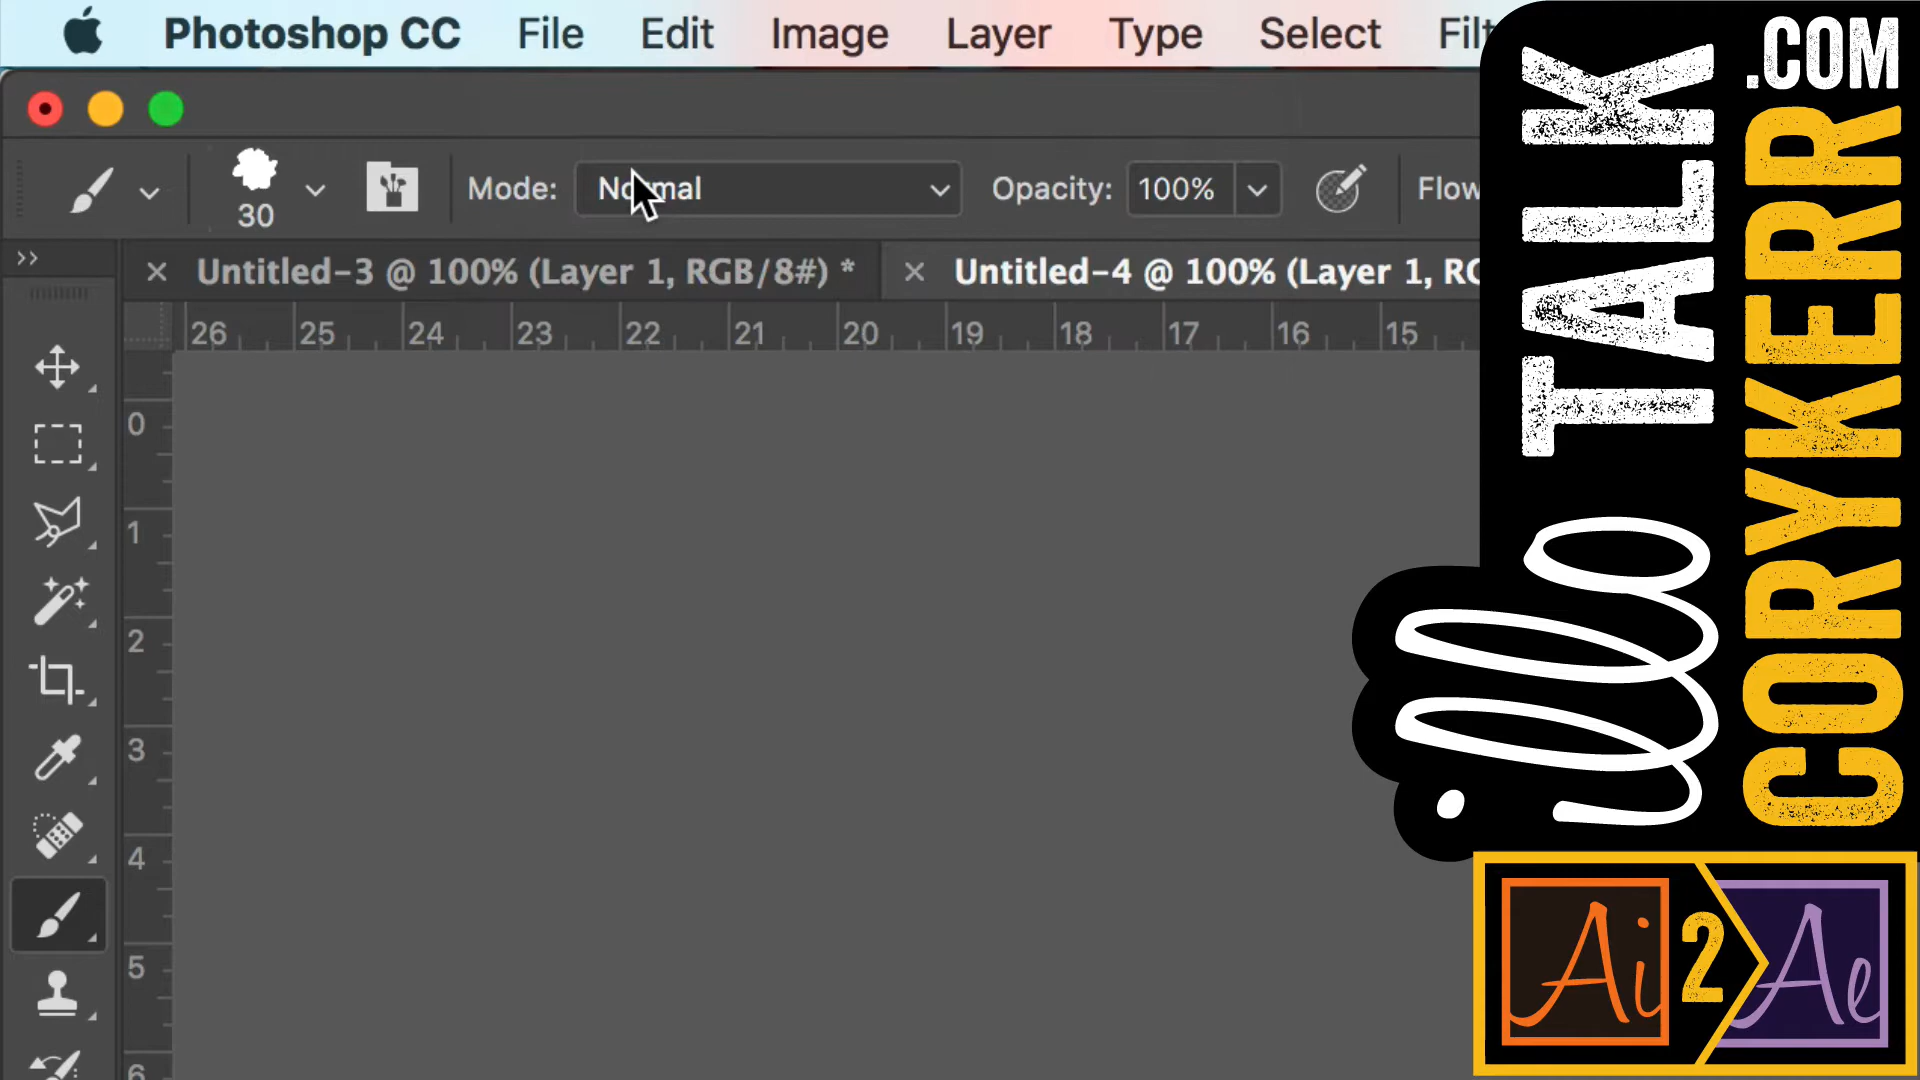 Photoshop CC File Edit Image Layer Type Select Filt
30 Mode: Normal Opacity: 100% Flow
Untitled-3 @ 100% (Layer 1, RGB/8#) * Untitled-4 @ 100% (Layer 1, RG
26 25 24 23 22 21 20 19 18 17 16 15
0
1
2
3
4
5
6
illo TALK
CORYKERR.COM
Ai 2 Ae